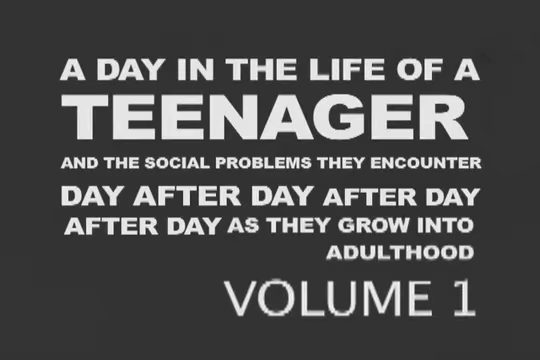 A DAY IN THE LIFE OF A
TEENAGER
AND THE SOCIAL PROBLEMS THEY ENCOUNTER
DAY AFTER DAY AFTER DAY
AFTER DAY AS THEY GROW INTO
ADULTHOOD
VOLUME 1